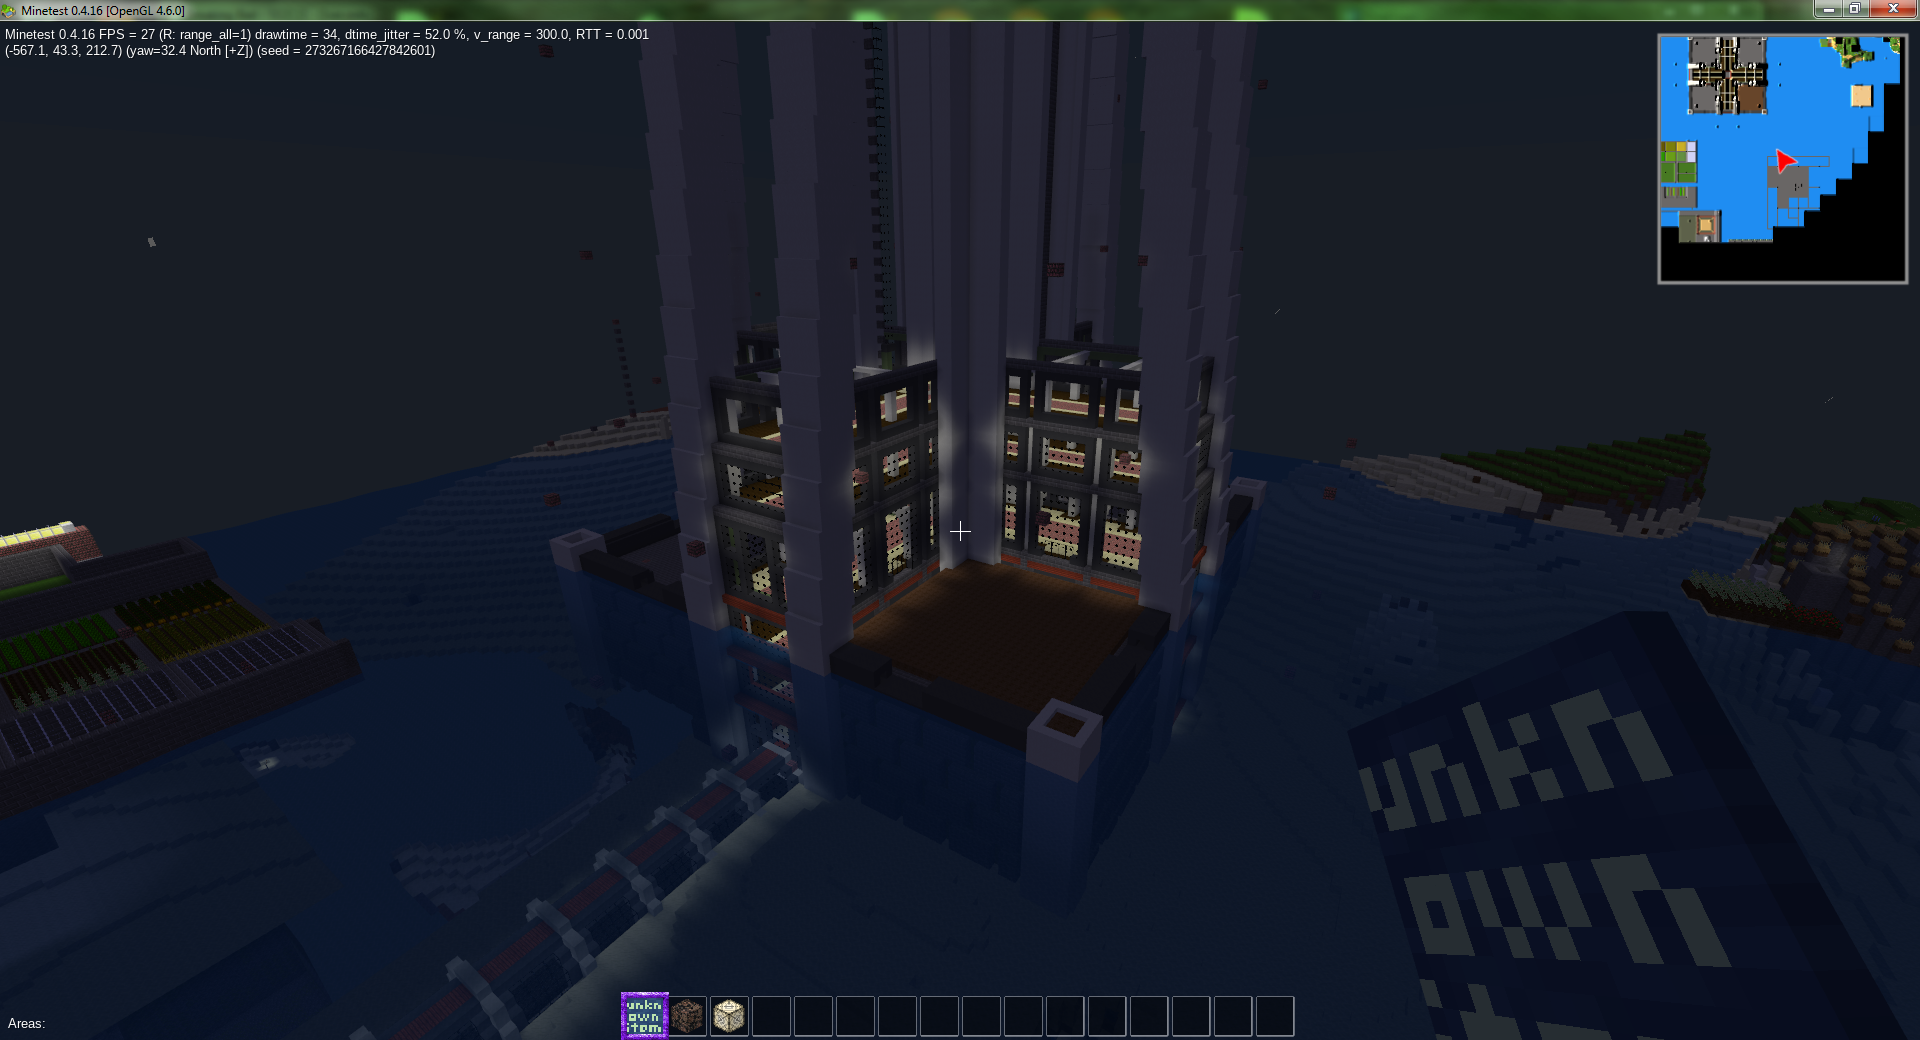 Minetest 0.4.16 [OpenGL 4.6.0]
Minetest 0.4.16 FPS = 27 (R: range_all=1) drawtime = 34, dtime_jitter = 52.0 %, v_range = 300.0, RTT = 0.001
(-567.1, 43.3, 212.7) (yaw=32.4 North [+Z]) (seed = 273267166427842601)
unkn
own
Areas:
unkn
own
item